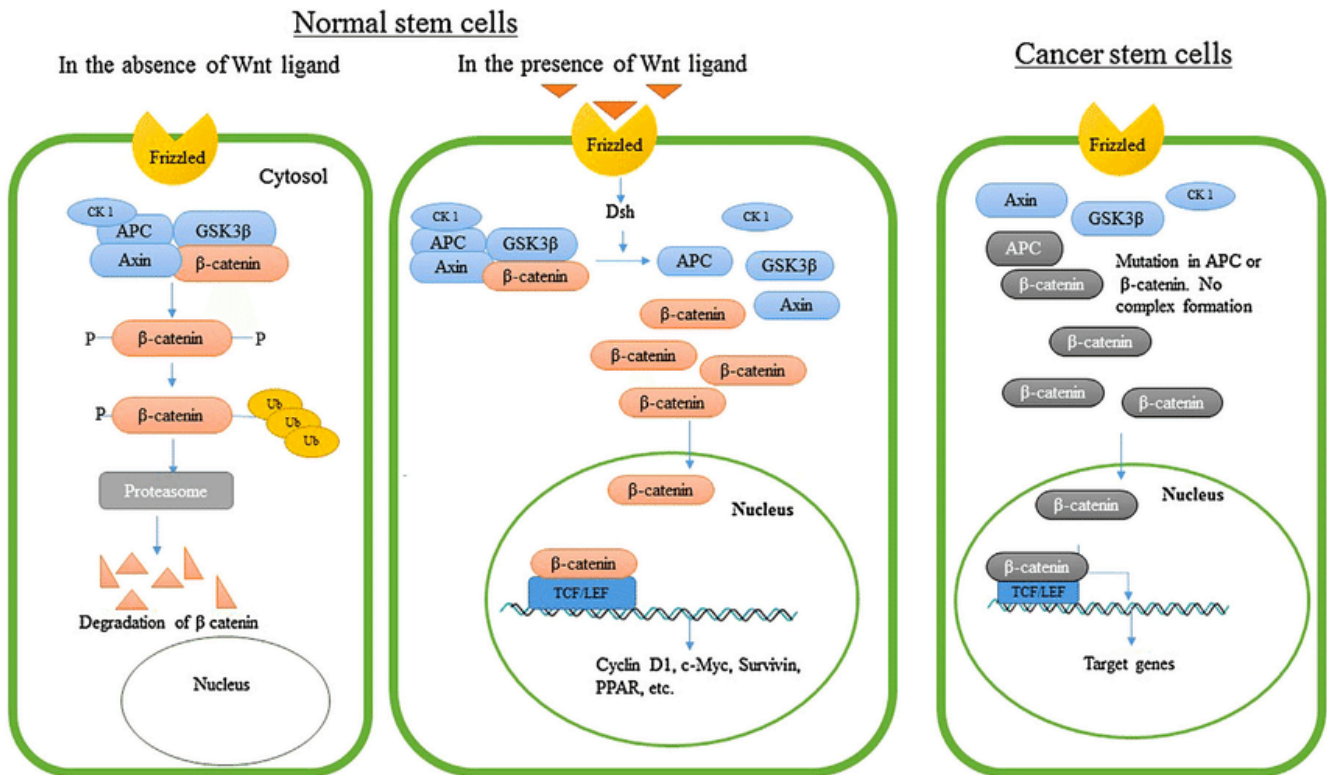 Normal stem cells
In the absence of Wnt ligand
Frizzled
Cytosol
CK 1
APC
GSK3β
Axin
β-catenin
P
β-catenin
P
P
β-catenin
Ub
Ub
Ub
Proteasome
Degradation of β catenin
Nucleus
In the presence of Wnt ligand
Frizzled
Dsh
CK 1
APC
GSK3β
Axin
β-catenin
CK 1
APC
GSK3β
Axin
β-catenin
β-catenin
β-catenin
β-catenin
β-catenin
Nucleus
β-catenin
TCF/LEF
Cyclin D1, c-Myc, Survivin,
PPAR, etc.
Cancer stem cells
Frizzled
Axin
CK 1
GSK3β
APC
β-catenin
Mutation in APC or
β-catenin. No
complex formation
β-catenin
β-catenin
β-catenin
β-catenin
Nucleus
β-catenin
TCF/LEF
Target genes